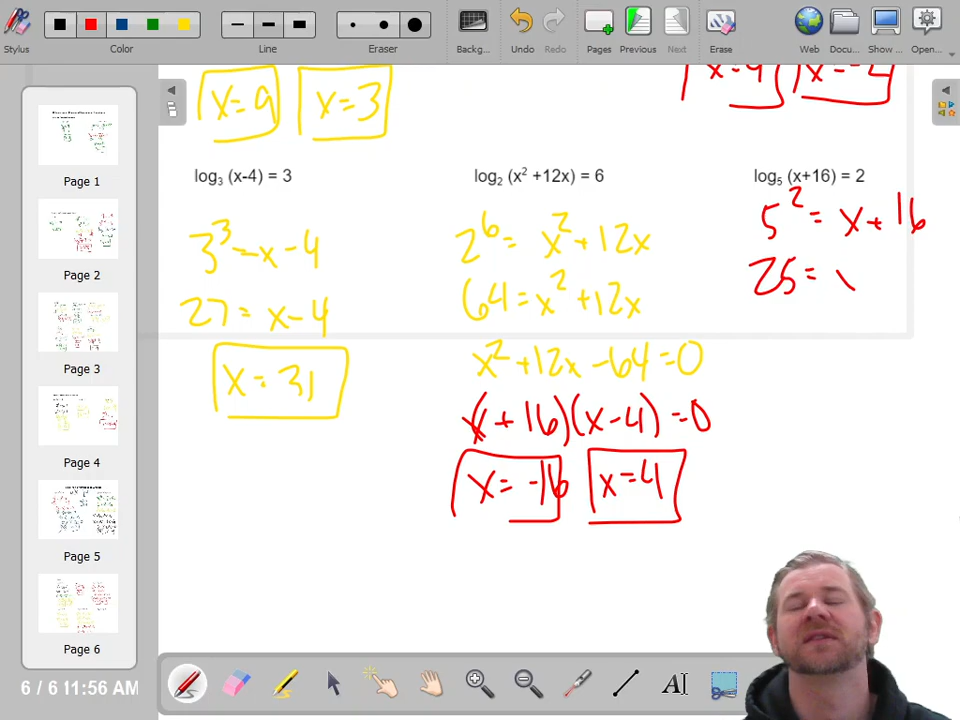 Stylus
Color
Line
Eraser
Backg...
Undo
Pages
Previous
Next
Erase
Web
Docu...
Show ...
Open...
x=9
x=3
x=9
x=-4
log₃ (x-4) = 3
3³=x-4
27=x-4
x=31
log₂ (x² +12x) = 6
2⁶=x²+12x
64=x²+12x
x²+12x-64=0
(x+16)(x-4)=0
x=-16
x=4
log₅ (x+16) = 2
5²=x+16
25=
Page 1
Page 2
Page 3
Page 4
Page 5
Page 6
6 / 6 11:56 AM
A